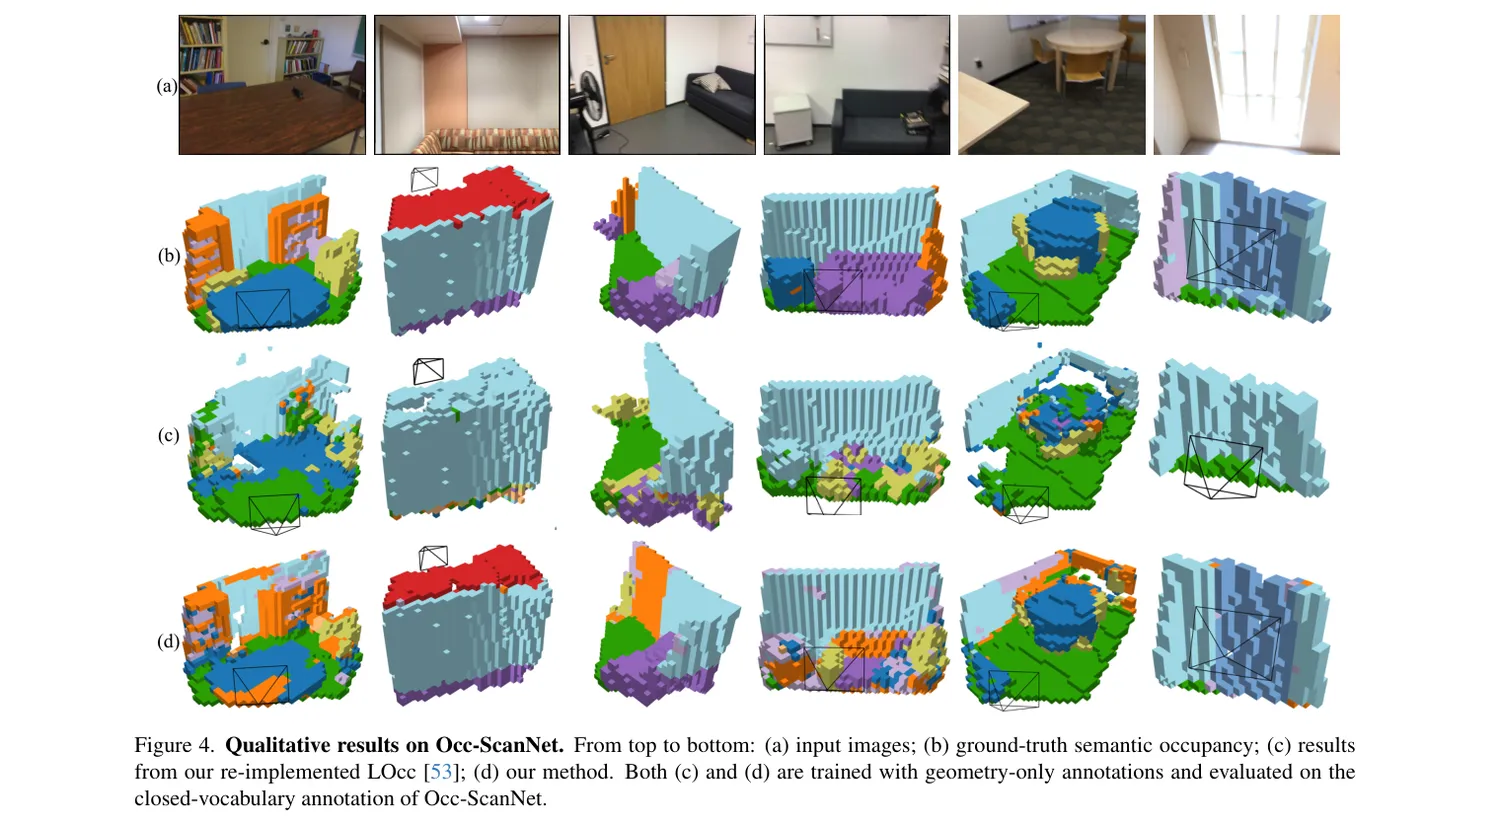 (a)
(b)
(c)
(d)
Figure 4. Qualitative results on Occ-ScanNet. From top to bottom: (a) input images; (b) ground-truth semantic occupancy; (c) results
from our re-implemented LOcc [53]; (d) our method. Both (c) and (d) are trained with geometry-only annotations and evaluated on the
closed-vocabulary annotation of Occ-ScanNet.